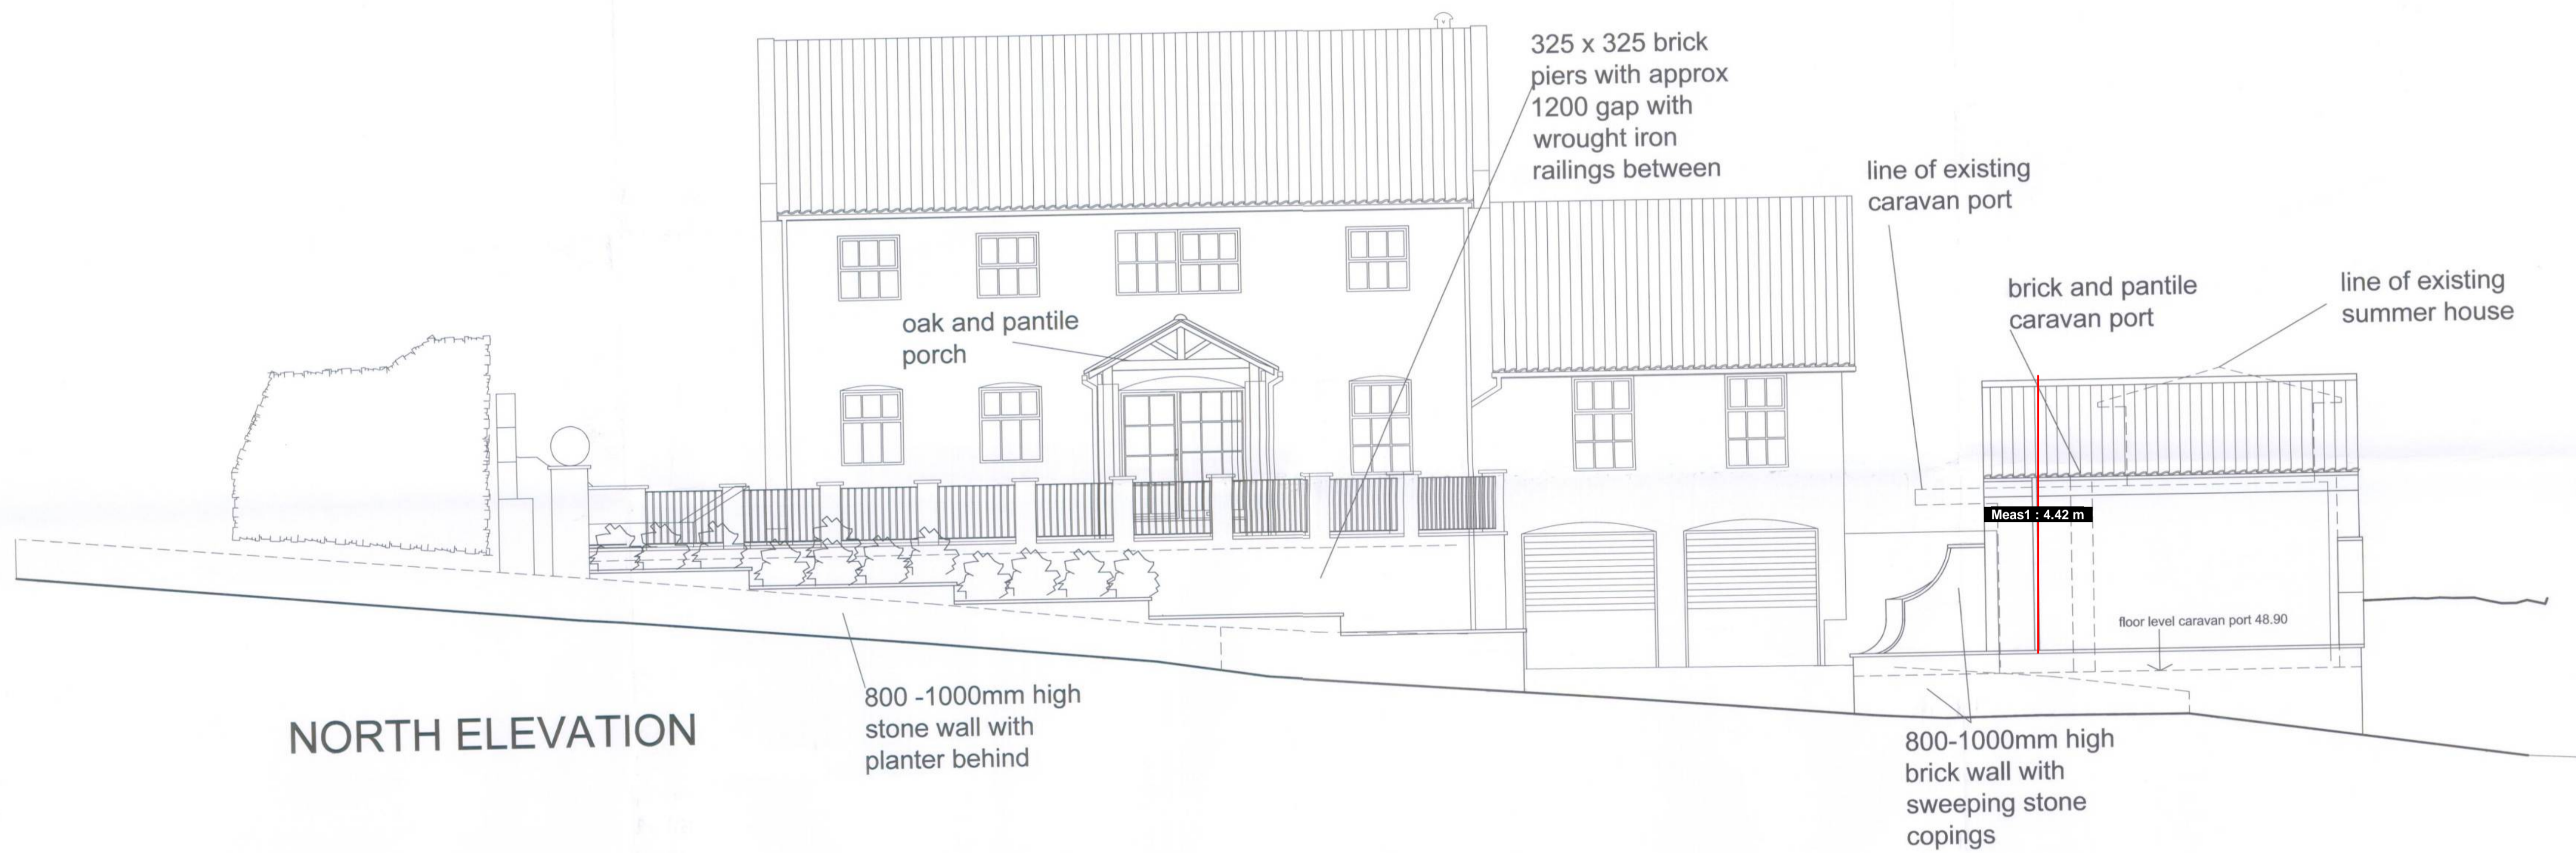 325 x 325 brick
piers with approx
1200 gap with
wrought iron
railings between
line of existing
caravan port
brick and pantile
caravan port
line of existing
summer house
oak and pantile
porch
Meas1 : 4.42 m
floor level caravan port 48.90
800 -1000mm high
stone wall with
planter behind
NORTH ELEVATION
800-1000mm high
brick wall with
sweeping stone
copings